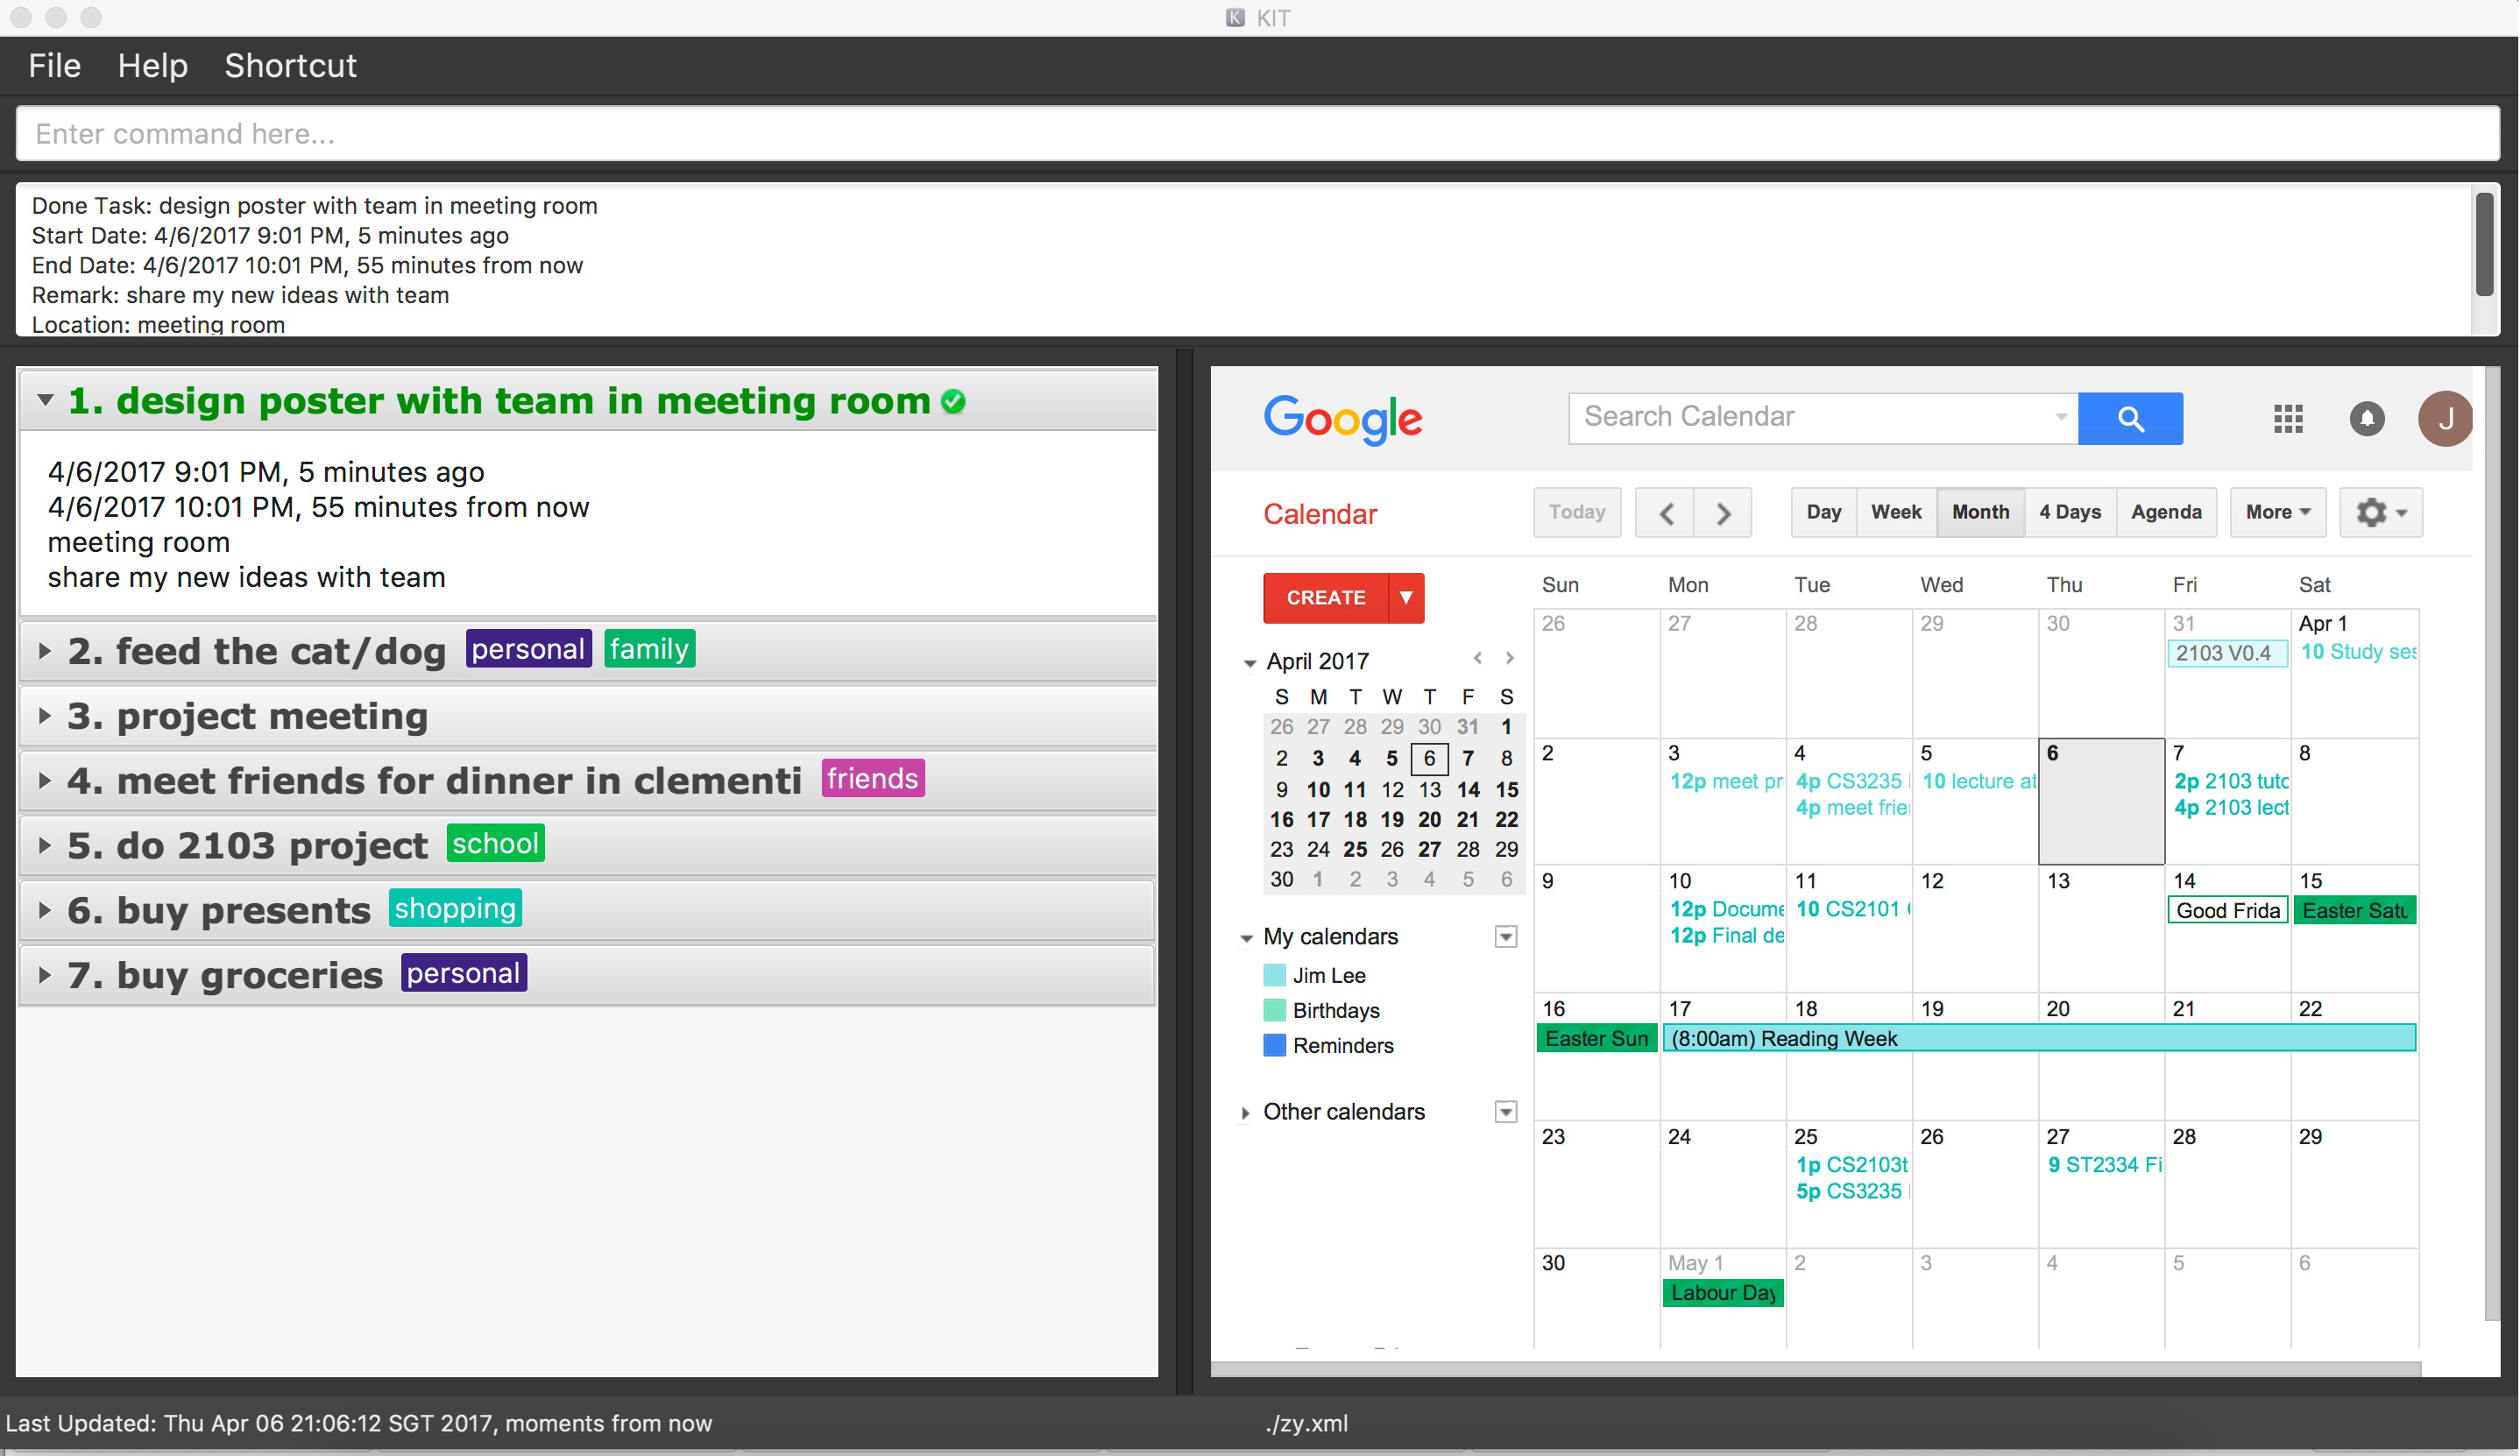 KIT
File Help Shortcut
Enter command here...
Done Task: design poster with team in meeting room
Start Date: 4/6/2017 9:01 PM, 5 minutes ago
End Date: 4/6/2017 10:01 PM, 55 minutes from now
Remark: share my new ideas with team
Location: meeting room
1. design poster with team in meeting room
4/6/2017 9:01 PM, 5 minutes ago
4/6/2017 10:01 PM, 55 minutes from now
meeting room
share my new ideas with team
2. feed the cat/dog personal family
3. project meeting
4. meet friends for dinner in clementi friends
5. do 2103 project school
6. buy presents shopping
7. buy groceries personal
Google
Search Calendar
J
Calendar
Today
Day Week Month 4 Days Agenda
More
CREATE
April 2017
S M T W T F S
26 27 28 29 30 31 1
2 3 4 5 6 7 8
9 10 11 12 13 14 15
16 17 18 19 20 21 22
23 24 25 26 27 28 29
30 1 2 3 4 5 6
My calendars
Jim Lee
Birthdays
Reminders
Other calendars
Sun Mon Tue Wed Thu Fri Sat
26 27 28 29 30 31 Apr 1
2103 V0.4 10 Study ses
2 3 4 5 6 7 8
12p meet pr 4p CS3235 10 lecture at 2p 2103 tuto
4p meet frie 4p 2103 lect
9 10 11 12 13 14 15
12p Docume 10 CS2101 Good Frida Easter Satu
12p Final de
16 17 18 19 20 21 22
Easter Sun (8:00am) Reading Week
23 24 25 26 27 28 29
1p CS2103t 9 ST2334 Fi
5p CS3235
30 May 1 2 3 4 5 6
Labour Day
Last Updated: Thu Apr 06 21:06:12 SGT 2017, moments from now
./zy.xml